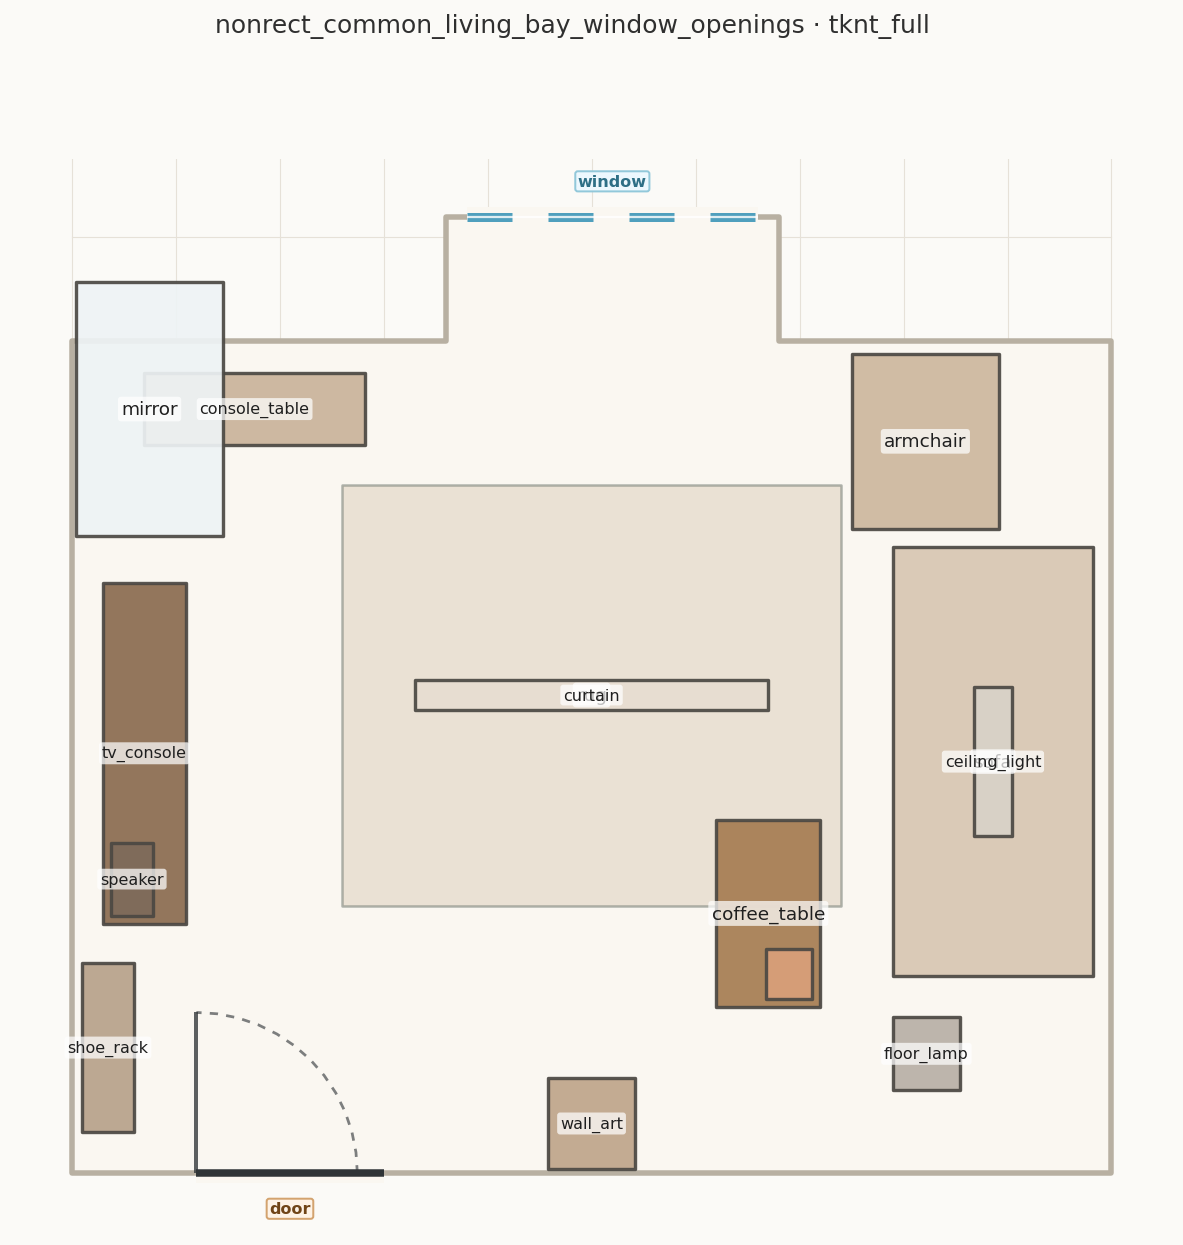 nonrect_common_living_bay_window_openings · tknt_full
window
mirror
console_table
armchair
curtain
tv_console
ceiling_light
speaker
coffee_table
shoe_rack
floor_lamp
wall_art
door